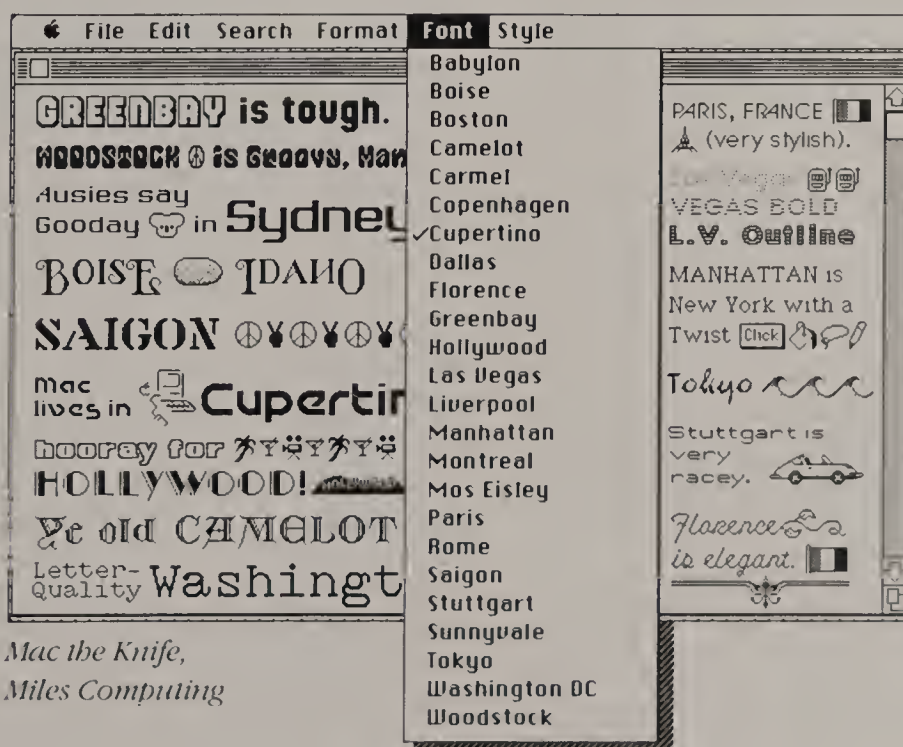 File Edit Search Format Font Style
GREENBAY is tough.
WOODSTOCK is Groovy, Man
Ausies say
Gooday in Sydney
BOISE IDAHO
SAIGON
Mac
lives in Cupertin
hooray for
HOLLYWOOD!
Ye old CAMELOT
Letter-
Quality Washingt
Babylon
Boise
Boston
Camelot
Carmel
Copenhagen
✓Cupertino
Dallas
Florence
Greenbay
Hollywood
Las Vegas
Liverpool
Manhattan
Montreal
Mos Eisley
Paris
Rome
Saigon
Stuttgart
Sunnyvale
Tokyo
Washington DC
Woodstock
PARIS, FRANCE
(very stylish).
Las Vegas
VEGAS BOLD
L.V. Outline
MANHATTAN is
New York with a
Twist Click
Tokyo
Stuttgart is
very
racey.
Florence
is elegant.
Mac the Knife,
Miles Computing